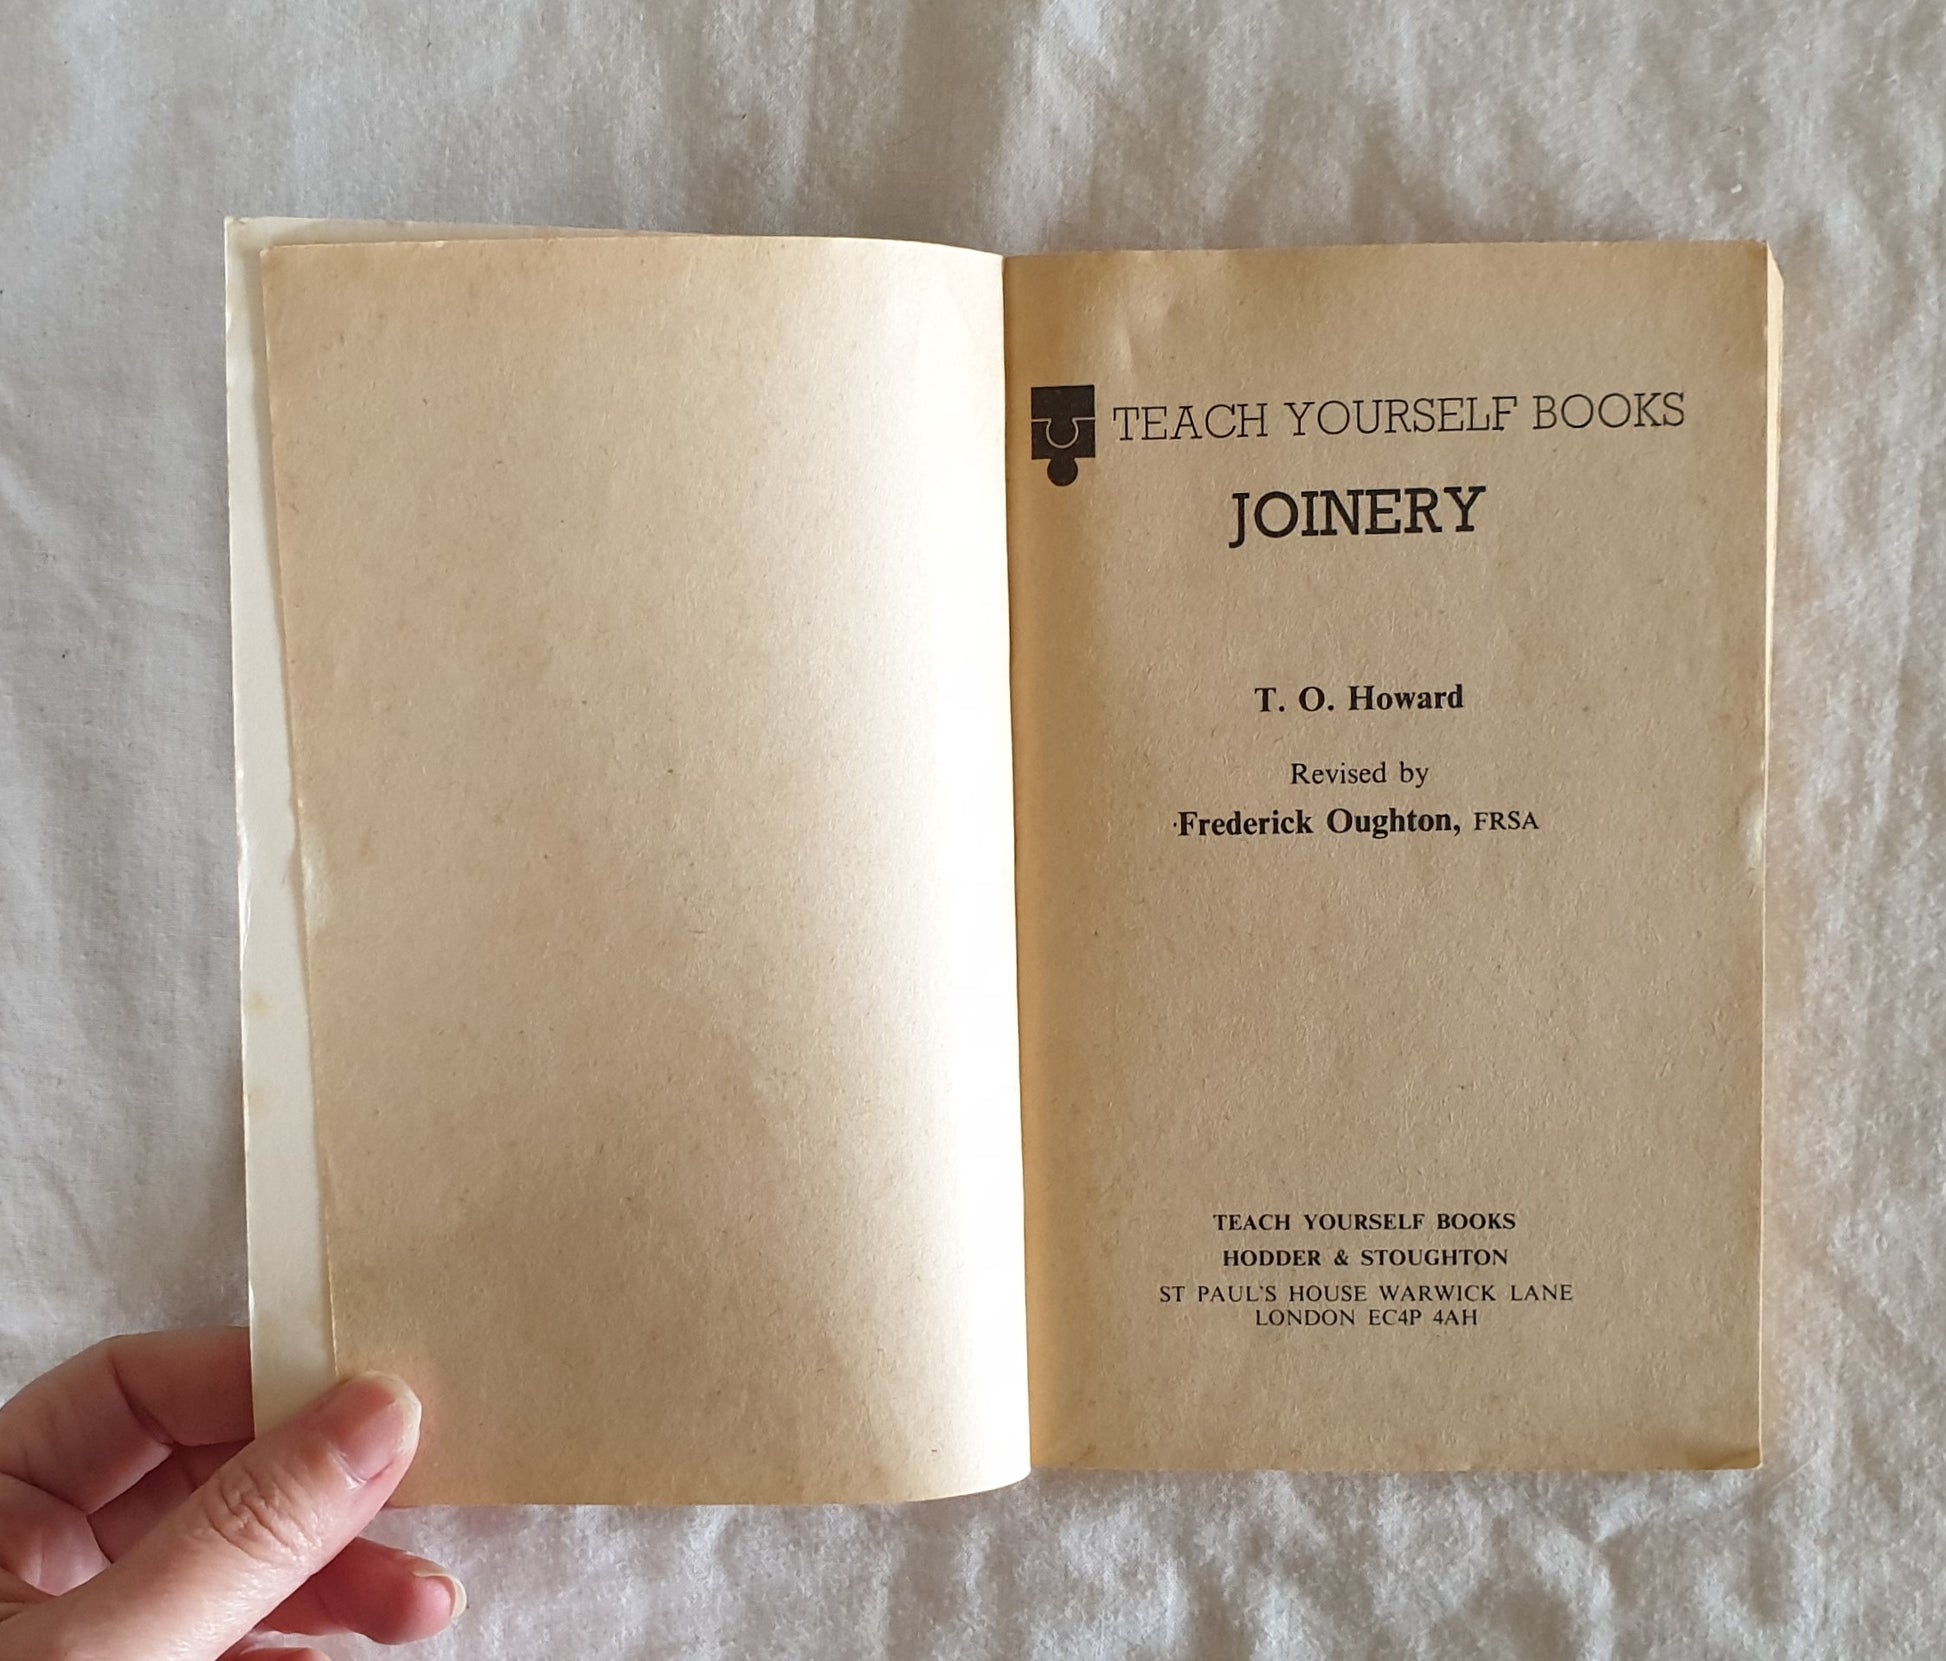 TEACH YOURSELF BOOKS
JOINERY
T. O. Howard
Revised by
Frederick Oughton, FRSA
TEACH YOURSELF BOOKS
HODDER & STOUGHTON
ST PAUL'S HOUSE WARWICK LANE
LONDON EC4P 4AH